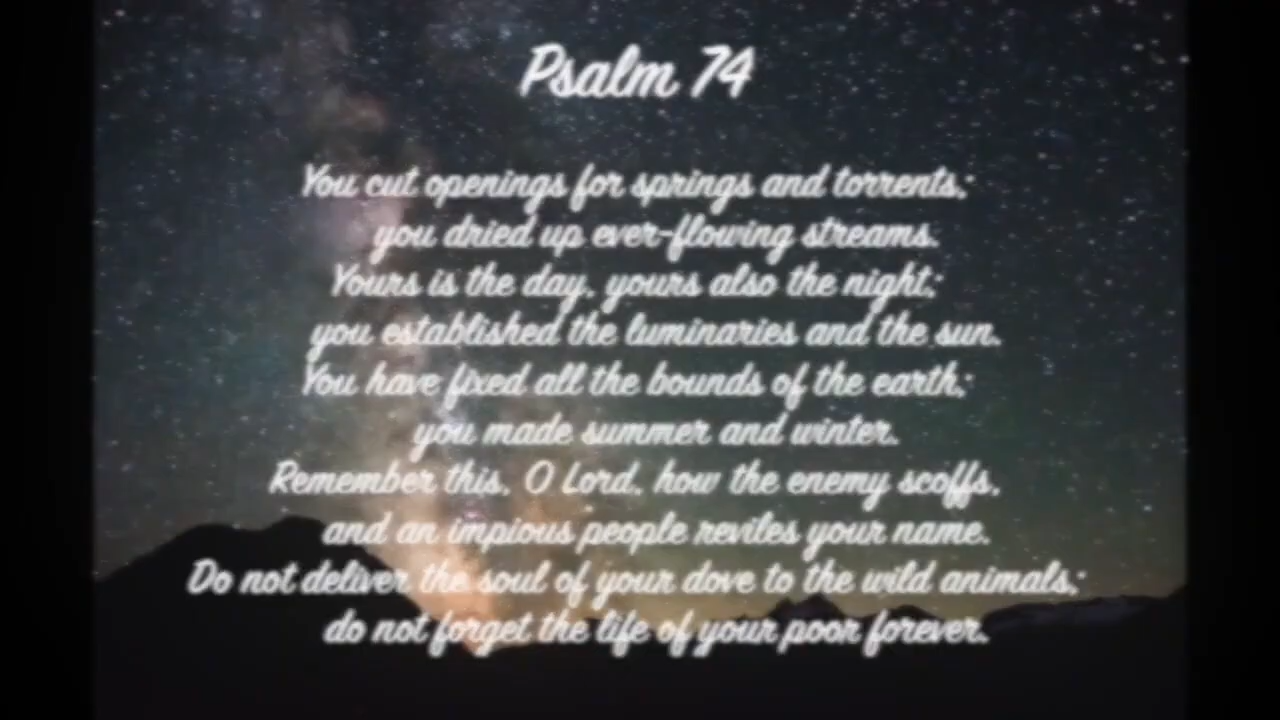 Psalm 74
You cut openings for springs and torrents;
you dried up ever-flowing streams.
Yours is the day, yours also the night;
you established the luminaries and the sun.
You have fixed all the bounds of the earth;
you made summer and winter.
Remember this, O Lord, how the enemy scoffs,
and an impious people reviles your name.
Do not deliver the soul of your dove to the wild animals;
do not forget the life of your poor forever.